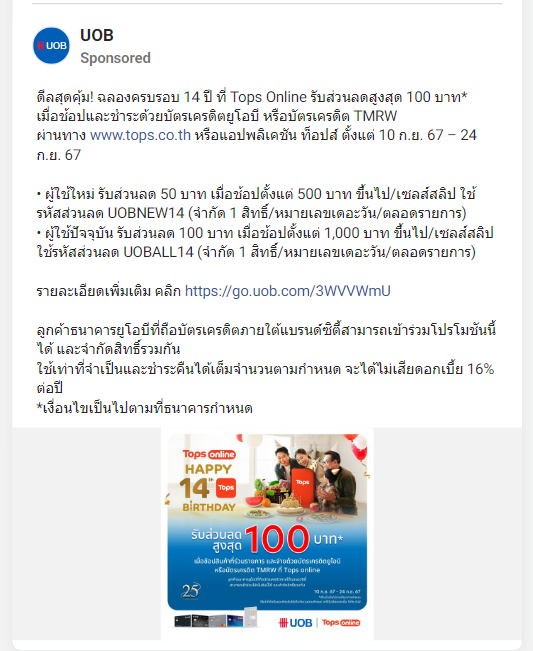 UOB
UOB
Sponsored
ดีลสุดคุ้ม! ฉลองครบรอบ 14 ปี ที่ Tops Online รับส่วนลดสูงสุด 100 บาท*
เมื่อช้อปและชำระด้วยบัตรเครดิตยูโอบี หรือบัตรเครดิต TMRW
ผ่านทาง www.tops.co.th หรือแอปพลิเคชัน ท็อปส์ ตั้งแต่ 10 ก.ย. 67 – 24
ก.ย. 67
• ผู้ใช้ใหม่ รับส่วนลด 50 บาท เมื่อช้อปตั้งแต่ 500 บาท ขึ้นไป/เซลส์สลิป ใช้
รหัสส่วนลด UOBNEW14 (จำกัด 1 สิทธิ์/หมายเลขเดอะวัน/ตลอดรายการ)
• ผู้ใช้ปัจจุบัน รับส่วนลด 100 บาท เมื่อช้อปตั้งแต่ 1,000 บาท ขึ้นไป/เซลส์สลิป
ใช้รหัสส่วนลด UOBALL14 (จำกัด 1 สิทธิ์/หมายเลขเดอะวัน/ตลอดรายการ)
รายละเอียดเพิ่มเติม คลิก https://go.uob.com/3WVVWmU
ลูกค้าธนาคารยูโอบีที่ถือบัตรเครดิตภายใต้แบรนด์ซิตี้สามารถเข้าร่วมโปรโมชันนี้
ได้ และจำกัดสิทธิ์รวมกัน
ใช้เท่าที่จำเป็นและชำระคืนได้เต็มจำนวนตามกำหนด จะได้ไม่เสียดอกเบี้ย 16%
ต่อปี
*เงื่อนไขเป็นไปตามที่ธนาคารกำหนด
Tops online
HAPPY
14TH Tops
BIRTHDAY
Tops
รับส่วนลด
สูงสุด 100 บาท*
เมื่อช้อปสินค้าที่ร่วมรายการ และจ่ายด้วยบัตรเครดิตยูโอบี
หรือบัตรเครดิต TMRW ที่ Tops online
25
10 ก.ย. 67 - 24 ก.ย. 67
UOB | Tops online